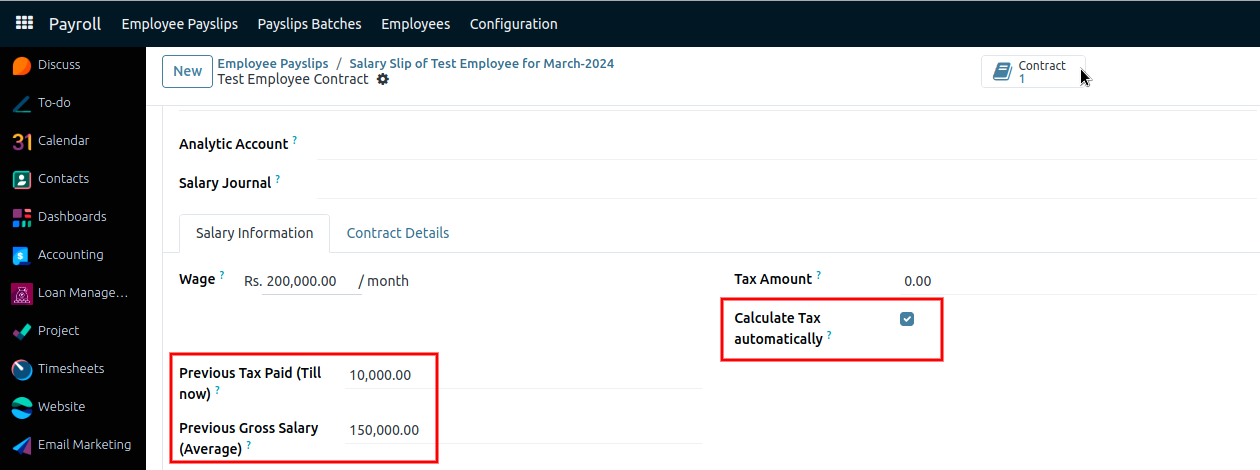 Payroll Employee Payslips Payslips Batches Employees Configuration
Discuss
To-do
31 Calendar
Contacts
Dashboards
$ Accounting
Loan Manage...
Project
Timesheets
Website
Email Marketing
New
Employee Payslips / Salary Slip of Test Employee for March-2024
Test Employee Contract
Contract
1
Analytic Account ?
Salary Journal ?
Salary Information Contract Details
Wage ? Rs. 200,000.00 / month
Tax Amount ? 0.00
Calculate Tax
automatically ?
Previous Tax Paid (Till
now) ?
10,000.00
Previous Gross Salary
(Average) ?
150,000.00